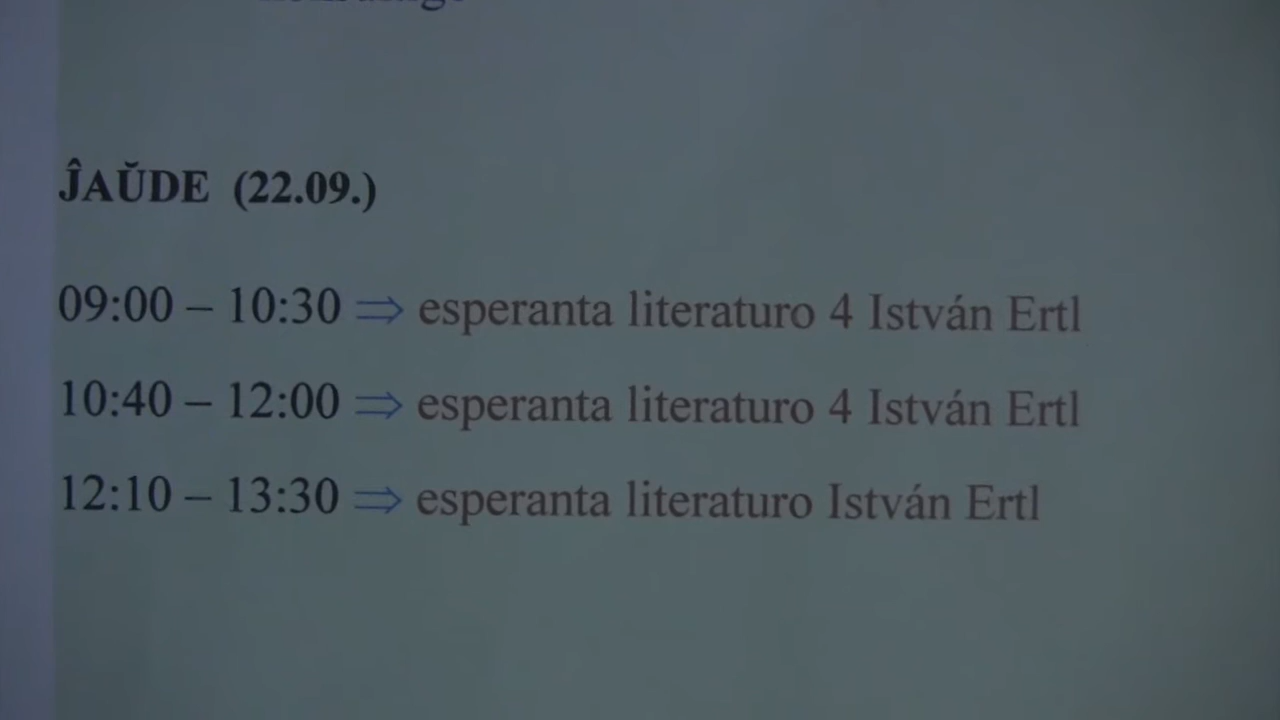 ĴAŬDE (22.09.)
09:00 – 10:30 ⇒ esperanta literaturo 4 István Ertl
10:40 – 12:00 ⇒ esperanta literaturo 4 István Ertl
12:10 – 13:30 ⇒ esperanta literaturo István Ertl